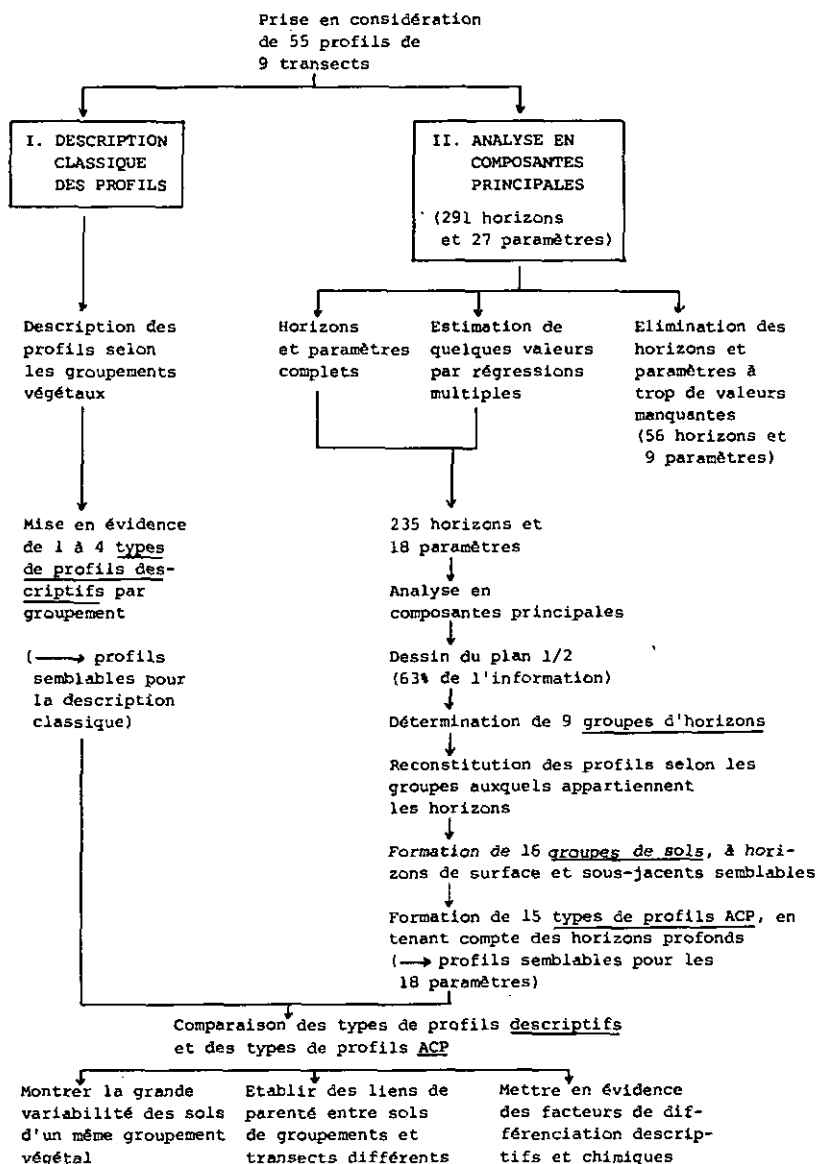 Prise en considération
de 55 profils de
9 transects
I. DESCRIPTION
CLASSIQUE
DES PROFILS
II. ANALYSE EN
COMPOSANTES
PRINCIPALES
(291 horizons
et 27 paramètres)
Description des
profils selon
les groupements
végétaux
Horizons
et paramètres
complets
Estimation de
quelques valeurs
par régressions
multiples
Elimination des
horizons et
paramètres à
trop de valeurs
manquantes
(56 horizons et
9 paramètres)
Mise en évidence
de 1 à 4 types
de profils des-
criptifs par
groupement
(→ profils
semblables pour
la description
classique)
235 horizons et
18 paramètres
Analyse en
composantes principales
Dessin du plan 1/2
(63% de l'information)
Détermination de 9 groupes d'horizons
Reconstitution des profils selon les
groupes auxquels appartiennent
les horizons
Formation de 16 groupes de sols, à hori-
zons de surface et sous-jacents semblables
Formation de 15 types de profils ACP, en
tenant compte des horizons profonds
(→ profils semblables pour les
18 paramètres)
Comparaison des types de profils descriptifs
et des types de profils ACP
Montrer la grande
variabilité des sols
d'un même groupement
végétal
Etablir des liens de
parenté entre sols
de groupements et
transects différents
Mettre en évidence
des facteurs de dif-
férenciation descrip-
tifs et chimiques